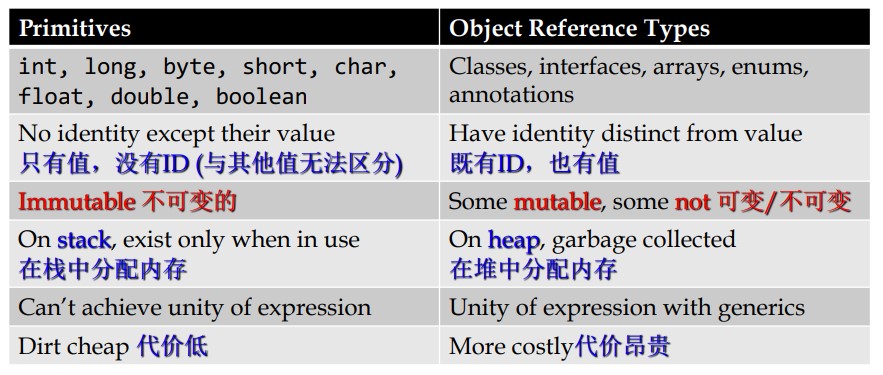 Primitives
Object Reference Types
int, long, byte, short, char,
float, double, boolean
Classes, interfaces, arrays, enums,
annotations
No identity except their value
只有值，没有ID (与其他值无法区分)
Have identity distinct from value
既有ID，也有值
Immutable 不可变的
Some mutable, some not 可变/不可变
On stack, exist only when in use
在栈中分配内存
On heap, garbage collected
在堆中分配内存
Can't achieve unity of expression
Unity of expression with generics
Dirt cheap 代价低
More costly代价昂贵